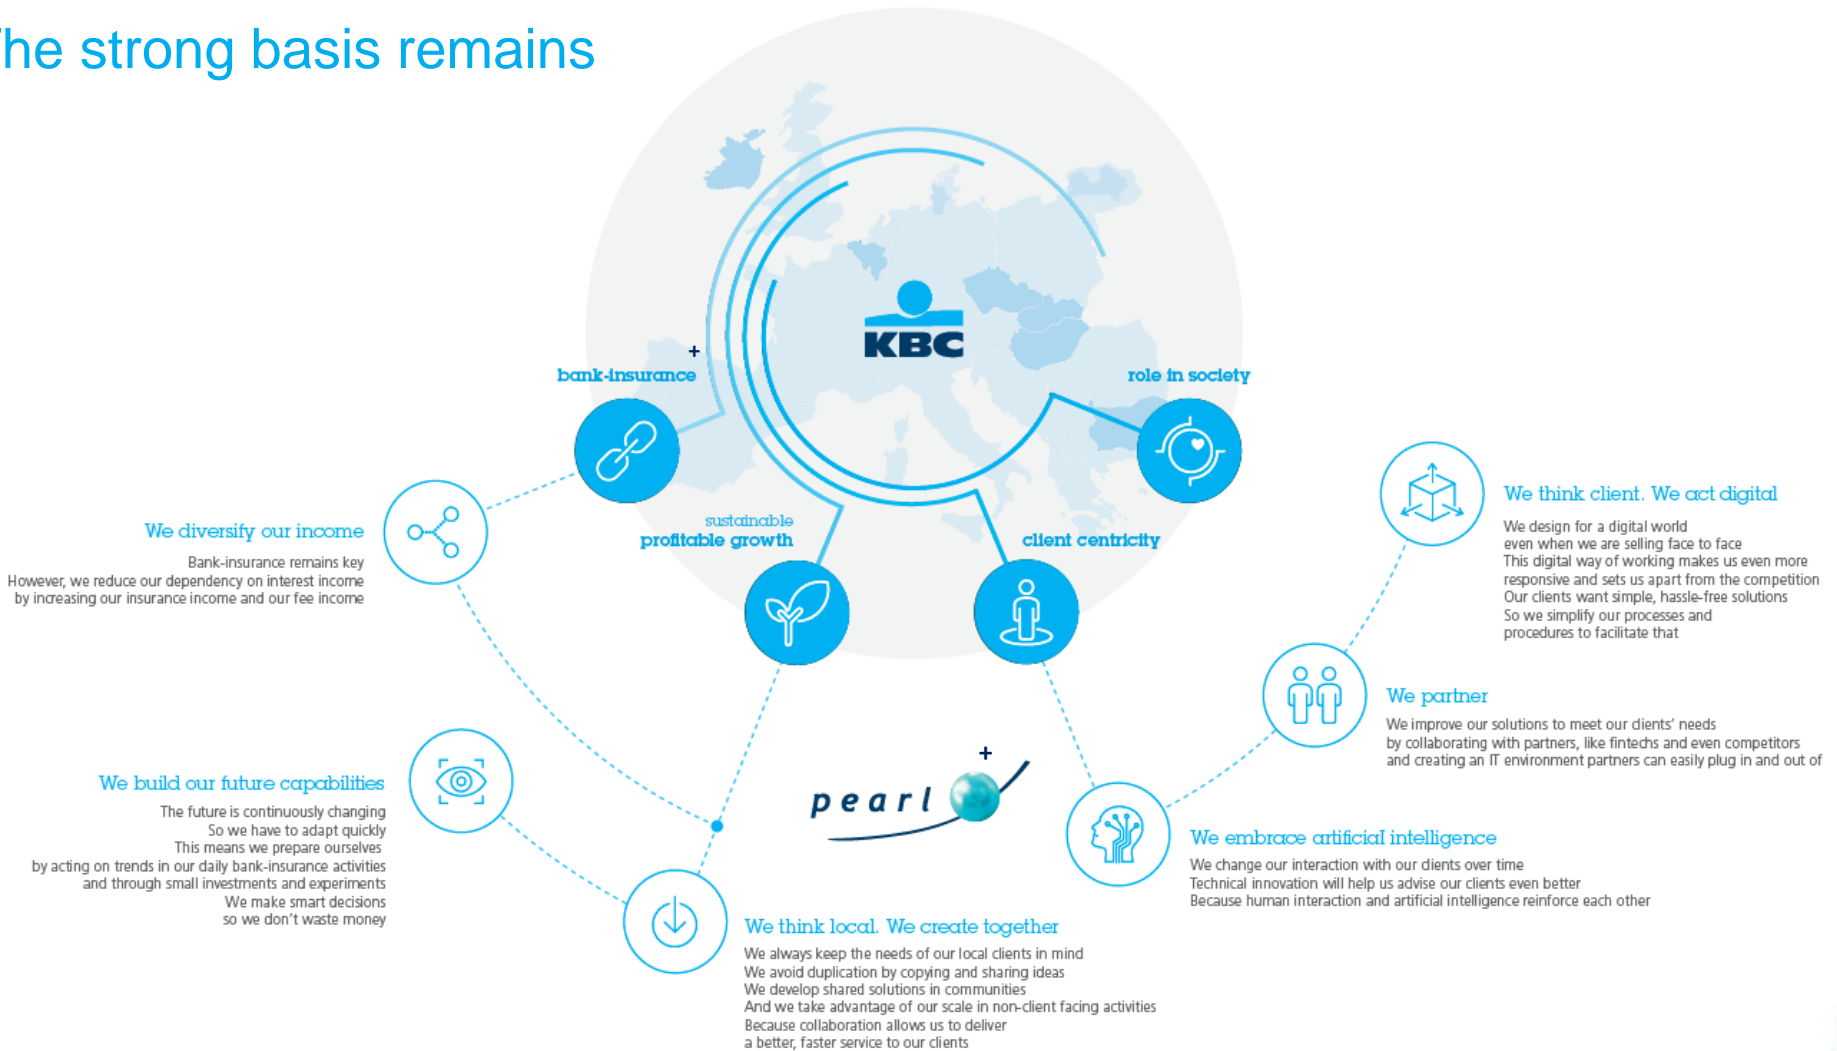 he strong basis remains
KBC
+
bank-insurance
role in society
sustainable
profitable growth
client centricity
We diversify our income
Bank-insurance remains key
However, we reduce our dependency on interest income
by increasing our insurance income and our fee income
We think client. We act digital
We design for a digital world
even when we are selling face to face
This digital way of working makes us even more
responsive and sets us apart from the competition
Our clients want simple, hassle-free solutions
So we simplify our processes and
procedures to facilitate that
We partner
We improve our solutions to meet our clients' needs
by collaborating with partners, like fintechs and even competitors
and creating an IT environment partners can easily plug in and out of
We build our future capabilities
The future is continuously changing
So we have to adapt quickly
This means we prepare ourselves
by acting on trends in our daily bank-insurance activities
and through small investments and experiments
We make smart decisions
so we don't waste money
+
pearl
We embrace artificial intelligence
We change our interaction with our clients over time
Technical innovation will help us advise our clients even better
Because human interaction and artificial intelligence reinforce each other
We think local. We create together
We always keep the needs of our local clients in mind
We avoid duplication by copying and sharing ideas
We develop shared solutions in communities
And we take advantage of our scale in non-client facing activities
Because collaboration allows us to deliver
a better, faster service to our clients